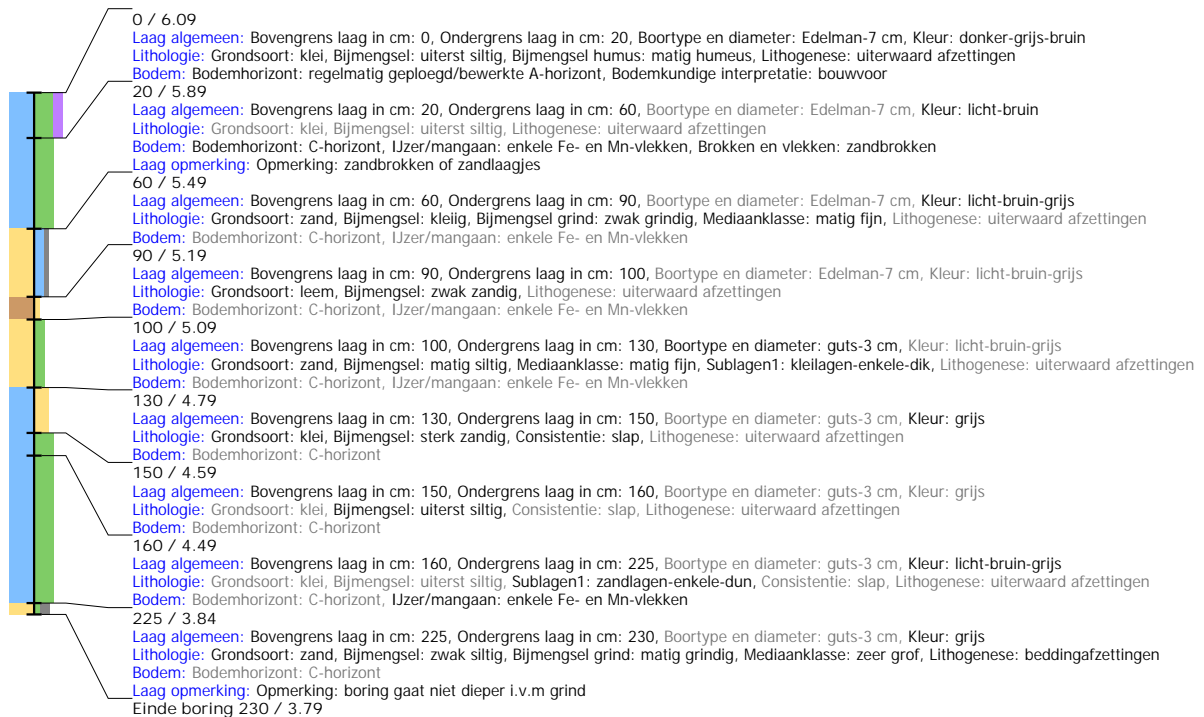 0 / 6.09
Laag algemeen: Bovengrens laag in cm: 0, Ondergrens laag in cm: 20, Boortype en diameter: Edelman-7 cm, Kleur: donker-grijs-bruin
Lithologie: Grondsoort: klei, Bijmengsel: uiterst siltig, Bijmengsel humus: matig humeus, Lithogenese: uiterwaard afzettingen
Bodem: Bodemhorizont: regelmatig geploegd/bewerkte A-horizont, Bodemkundige interpretatie: bouwvoor
20 / 5.89
Laag algemeen: Bovengrens laag in cm: 20, Ondergrens laag in cm: 60, Boortype en diameter: Edelman-7 cm, Kleur: licht-bruin
Lithologie: Grondsoort: klei, Bijmengsel: uiterst siltig, Lithogenese: uiterwaard afzettingen
Bodem: Bodemhorizont: C-horizont, IJzer/mangaan: enkele Fe- en Mn-vlekken, Brokken en vlekken: zandbrokken
Laag opmerking: Opmerking: zandbrokken of zandlaagjes
60 / 5.49
Laag algemeen: Bovengrens laag in cm: 60, Ondergrens laag in cm: 90, Boortype en diameter: Edelman-7 cm, Kleur: licht-bruin-grijs
Lithologie: Grondsoort: zand, Bijmengsel: kleiig, Bijmengsel grind: zwak grindig, Mediaanklasse: matig fijn, Lithogenese: uiterwaard afzettingen
Bodem: Bodemhorizont: C-horizont, IJzer/mangaan: enkele Fe- en Mn-vlekken
90 / 5.19
Laag algemeen: Bovengrens laag in cm: 90, Ondergrens laag in cm: 100, Boortype en diameter: Edelman-7 cm, Kleur: licht-bruin-grijs
Lithologie: Grondsoort: leem, Bijmengsel: zwak zandig, Lithogenese: uiterwaard afzettingen
Bodem: Bodemhorizont: C-horizont, IJzer/mangaan: enkele Fe- en Mn-vlekken
100 / 5.09
Laag algemeen: Bovengrens laag in cm: 100, Ondergrens laag in cm: 130, Boortype en diameter: guts-3 cm, Kleur: licht-bruin-grijs
Lithologie: Grondsoort: zand, Bijmengsel: matig siltig, Mediaanklasse: matig fijn, Sublagen1: kleilagen-enkele-dik, Lithogenese: uiterwaard afzettingen
Bodem: Bodemhorizont: C-horizont, IJzer/mangaan: enkele Fe- en Mn-vlekken
130 / 4.79
Laag algemeen: Bovengrens laag in cm: 130, Ondergrens laag in cm: 150, Boortype en diameter: guts-3 cm, Kleur: grijs
Lithologie: Grondsoort: klei, Bijmengsel: sterk zandig, Consistentie: slap, Lithogenese: uiterwaard afzettingen
Bodem: Bodemhorizont: C-horizont
150 / 4.59
Laag algemeen: Bovengrens laag in cm: 150, Ondergrens laag in cm: 160, Boortype en diameter: guts-3 cm, Kleur: grijs
Lithologie: Grondsoort: klei, Bijmengsel: uiterst siltig, Consistentie: slap, Lithogenese: uiterwaard afzettingen
Bodem: Bodemhorizont: C-horizont
160 / 4.49
Laag algemeen: Bovengrens laag in cm: 160, Ondergrens laag in cm: 225, Boortype en diameter: guts-3 cm, Kleur: licht-bruin-grijs
Lithologie: Grondsoort: klei, Bijmengsel: uiterst siltig, Sublagen1: zandlagen-enkele-dun, Consistentie: slap, Lithogenese: uiterwaard afzettingen
Bodem: Bodemhorizont: C-horizont, IJzer/mangaan: enkele Fe- en Mn-vlekken
225 / 3.84
Laag algemeen: Bovengrens laag in cm: 225, Ondergrens laag in cm: 230, Boortype en diameter: guts-3 cm, Kleur: grijs
Lithologie: Grondsoort: zand, Bijmengsel: zwak siltig, Bijmengsel grind: matig grindig, Mediaanklasse: zeer grof, Lithogenese: beddingafzettingen
Bodem: Bodemhorizont: C-horizont
Laag opmerking: Opmerking: boring gaat niet dieper i.v.m grind
Einde boring 230 / 3.79